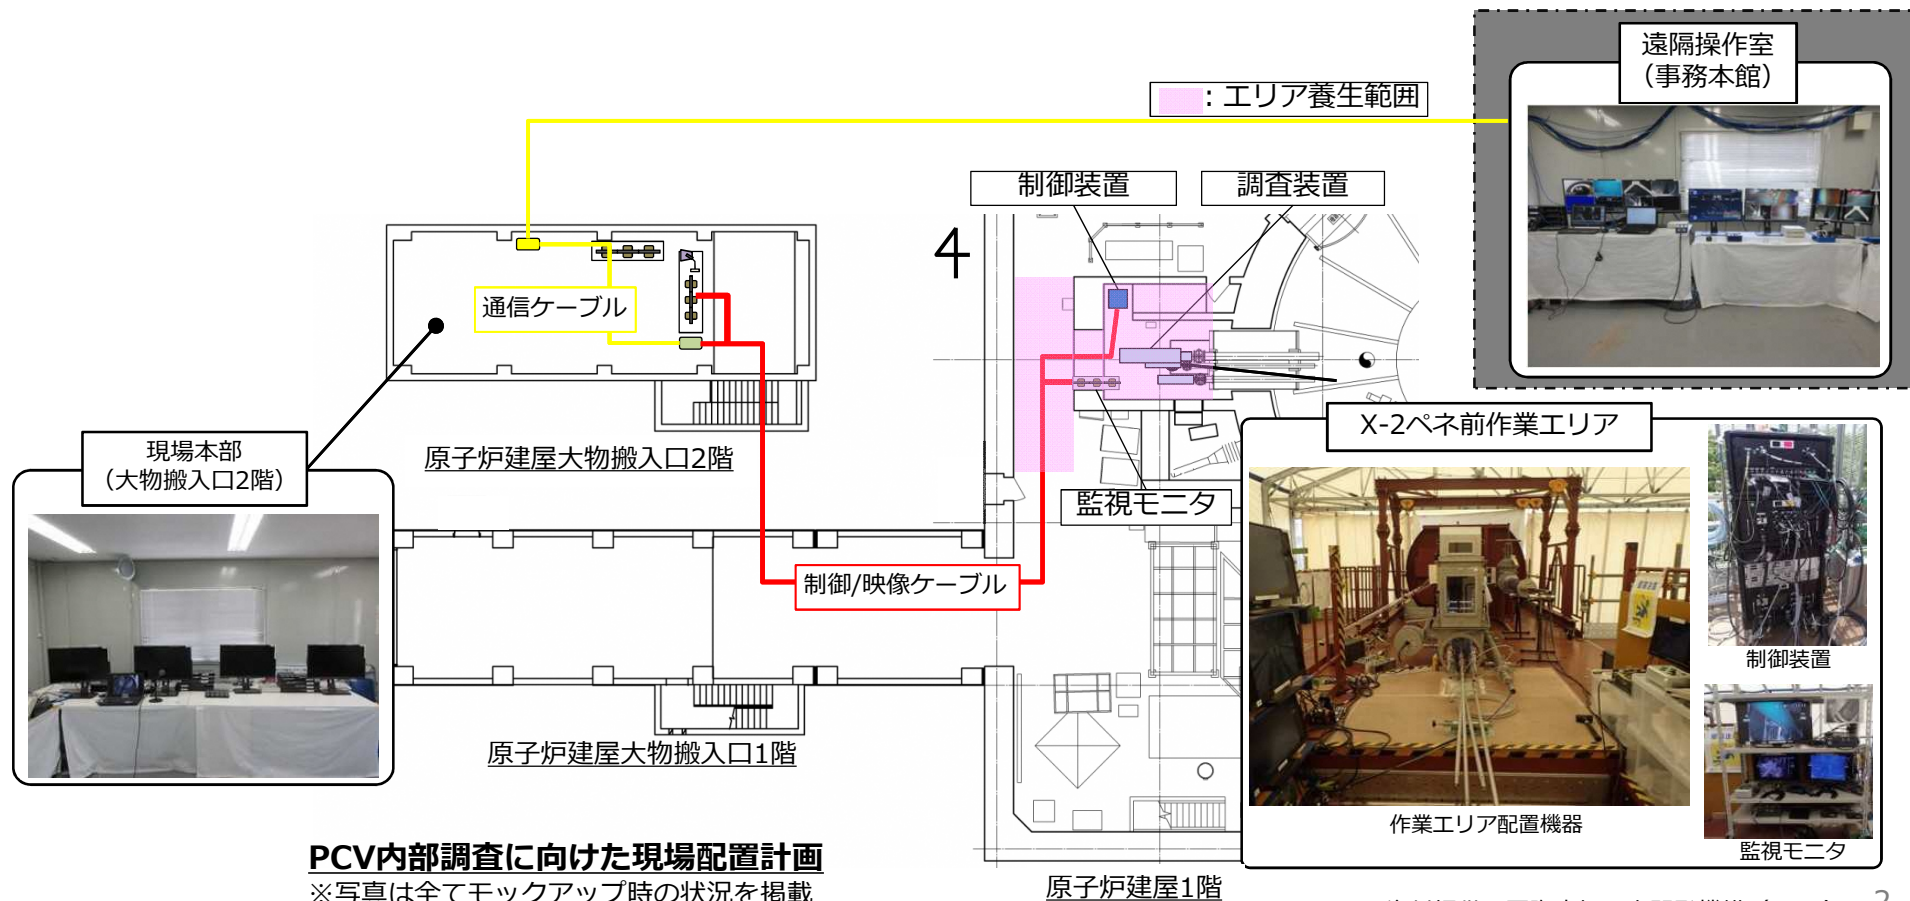 遠隔操作室
（事務本館）
：エリア養生範囲
制御装置
調査装置
通信ケーブル
現場本部
（大物搬入口2階）
原子炉建屋大物搬入口2階
X-2ペネ前作業エリア
監視モニタ
制御/映像ケーブル
制御装置
原子炉建屋大物搬入口1階
作業エリア配置機器
監視モニタ
PCV内部調査に向けた現場配置計画
※写真は全てモックアップ時の状況を掲載
原子炉建屋1階